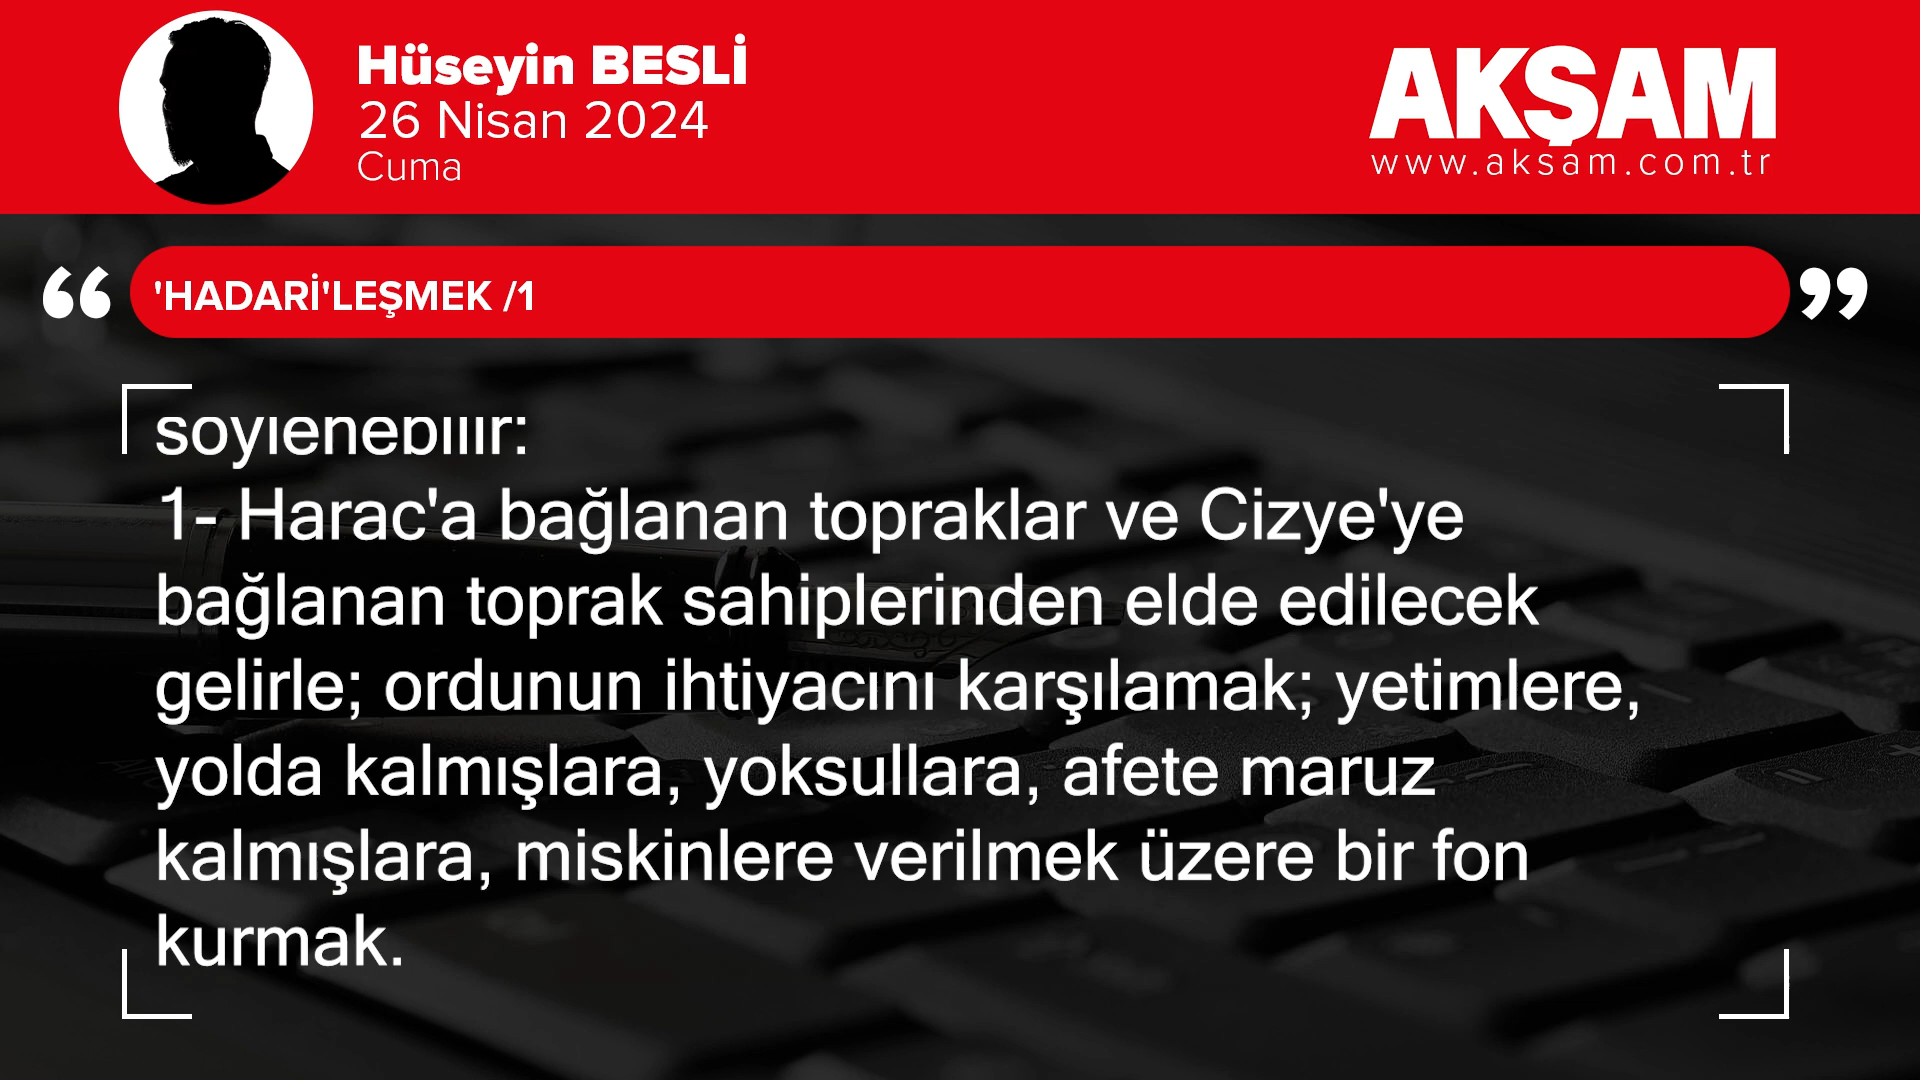 Hüseyin BESLİ
26 Nisan 2024
Cuma
AKŞAM
www.aksam.com.tr
“ 'HADARİ'LEŞMEK /1 ”
söylenebilir:
1- Harac'a bağlanan topraklar ve Cizye'ye
bağlanan toprak sahiplerinden elde edilecek
gelirle; ordunun ihtiyacını karşılamak; yetimlere,
yolda kalmışlara, yoksullara, afete maruz
kalmışlara, miskinlere verilmek üzere bir fon
kurmak.